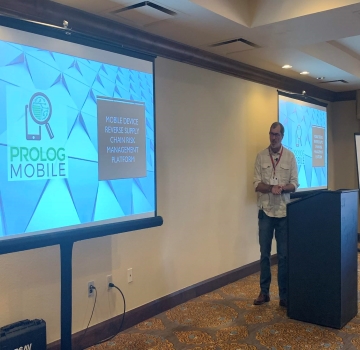 PROLOG
MOBILE
MOBILE DEVICE
REVERSE SUPPLY
CHAIN RISK
MANAGEMENT
PLATFORM